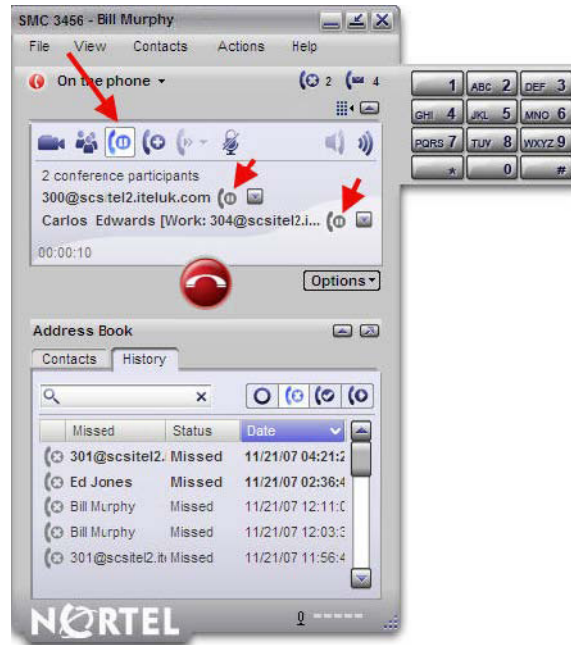 SMC 3456 - Bill Murphy
File View Contacts Actions Help
On the phone 2 4
2 conference participants
300@scsitel2.iteluk.com
Carlos Edwards [Work: 304@scsitel2.i...
00:00:10
Options
1 ABC 2 DEF 3
GHI 4 JKL 5 MNO 6
PQRS 7 TUV 8 WXYZ 9
* 0 #
Address Book
Contacts History
Missed Status Date
301@scsitel2. Missed 11/21/07 04:21:2
Ed Jones Missed 11/21/07 02:36:4
Bill Murphy Missed 11/21/07 12:11:0
Bill Murphy Missed 11/21/07 12:03:3
301@scsitel2.it Missed 11/21/07 11:56:4
NORTEL